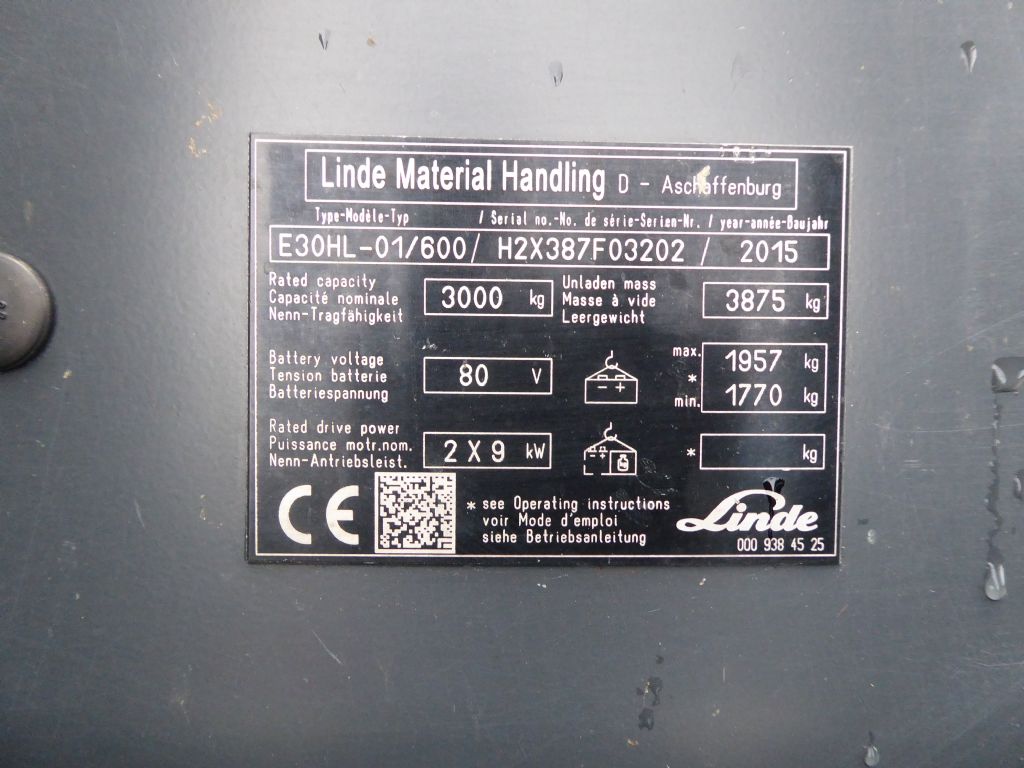 Linde Material Handling D - Aschaffenburg
Type-Modèle-Typ / Serial no.-No. de série-Serien-Nr. / year-année-Baujahr
E30HL-01/600 / H2X387F03202 / 2015
Rated capacity
Capacité nominale
Nenn-Tragfähigkeit
3000 kg
Unladen mass
Masse à vide
Leergewicht
3875 kg
Battery voltage
Tension batterie
Batteriespannung
80 V
- +
max. 1957 kg
*
min. 1770 kg
Rated drive power
Puissance motr.nom.
Nenn-Antriebsleist.
2 X 9 kW
- +
* kg
CE
* see Operating instructions
voir Mode d'emploi
siehe Betriebsanleitung
Linde
000 938 45 25